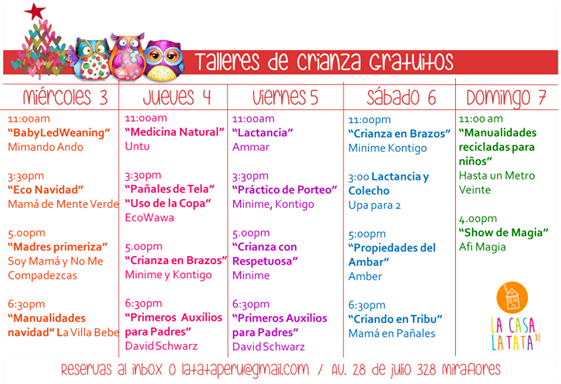 Talleres de Crianza Gratuitos
miércoles 3
11:00am
“BabyLedWeaning”
Mimando Ando
3:30pm
“Eco Navidad”
Mamá de Mente Verde
5.00pm
“Madres primeriza”
Soy Mamá y No Me
Compadezcas
6:30pm
“Manualidades
navidad” La Villa Bebe
Jueves 4
11:00am
“Medicina Natural”
Untu
3:30pm
“Pañales de Tela”
“Uso de la Copa”
EcoWawa
5.00pm
“Crianza en Brazos”
Minime y Kontigo
6:30pm
“Primeros Auxílios
para Padres”
David Schwarz
Viernes 5
11:00am
“Lactancia”
Ammar
3:30pm
“Práctico de Porteo”
Minime, Kontigo
5:00pm
“Crianza con
Respetuosa”
Minime
6:30pm
“Primeros Auxilios
para Padres”
David Schwarz
Sábado 6
11:00pm
“Crianza en Brazos”
Minime Kontigo
3:00 Lactancia y
Colecho
Upa para 2
5:00pm
“Propiedades del
Ambar”
Amber
6:30pm
“Criando en Tribu”
Mamá en Pañales
Domingo 7
11:00 am
“Manualidades
recicladas para
niños”
Hasta un Metro
Veinte
4.00pm
“Show de Magia”
Afi Magia
LA CASA
DE
LA TATA
Reservas al inbox o latataperu@gmail.com / Av. 28 de julio 328 miraflores